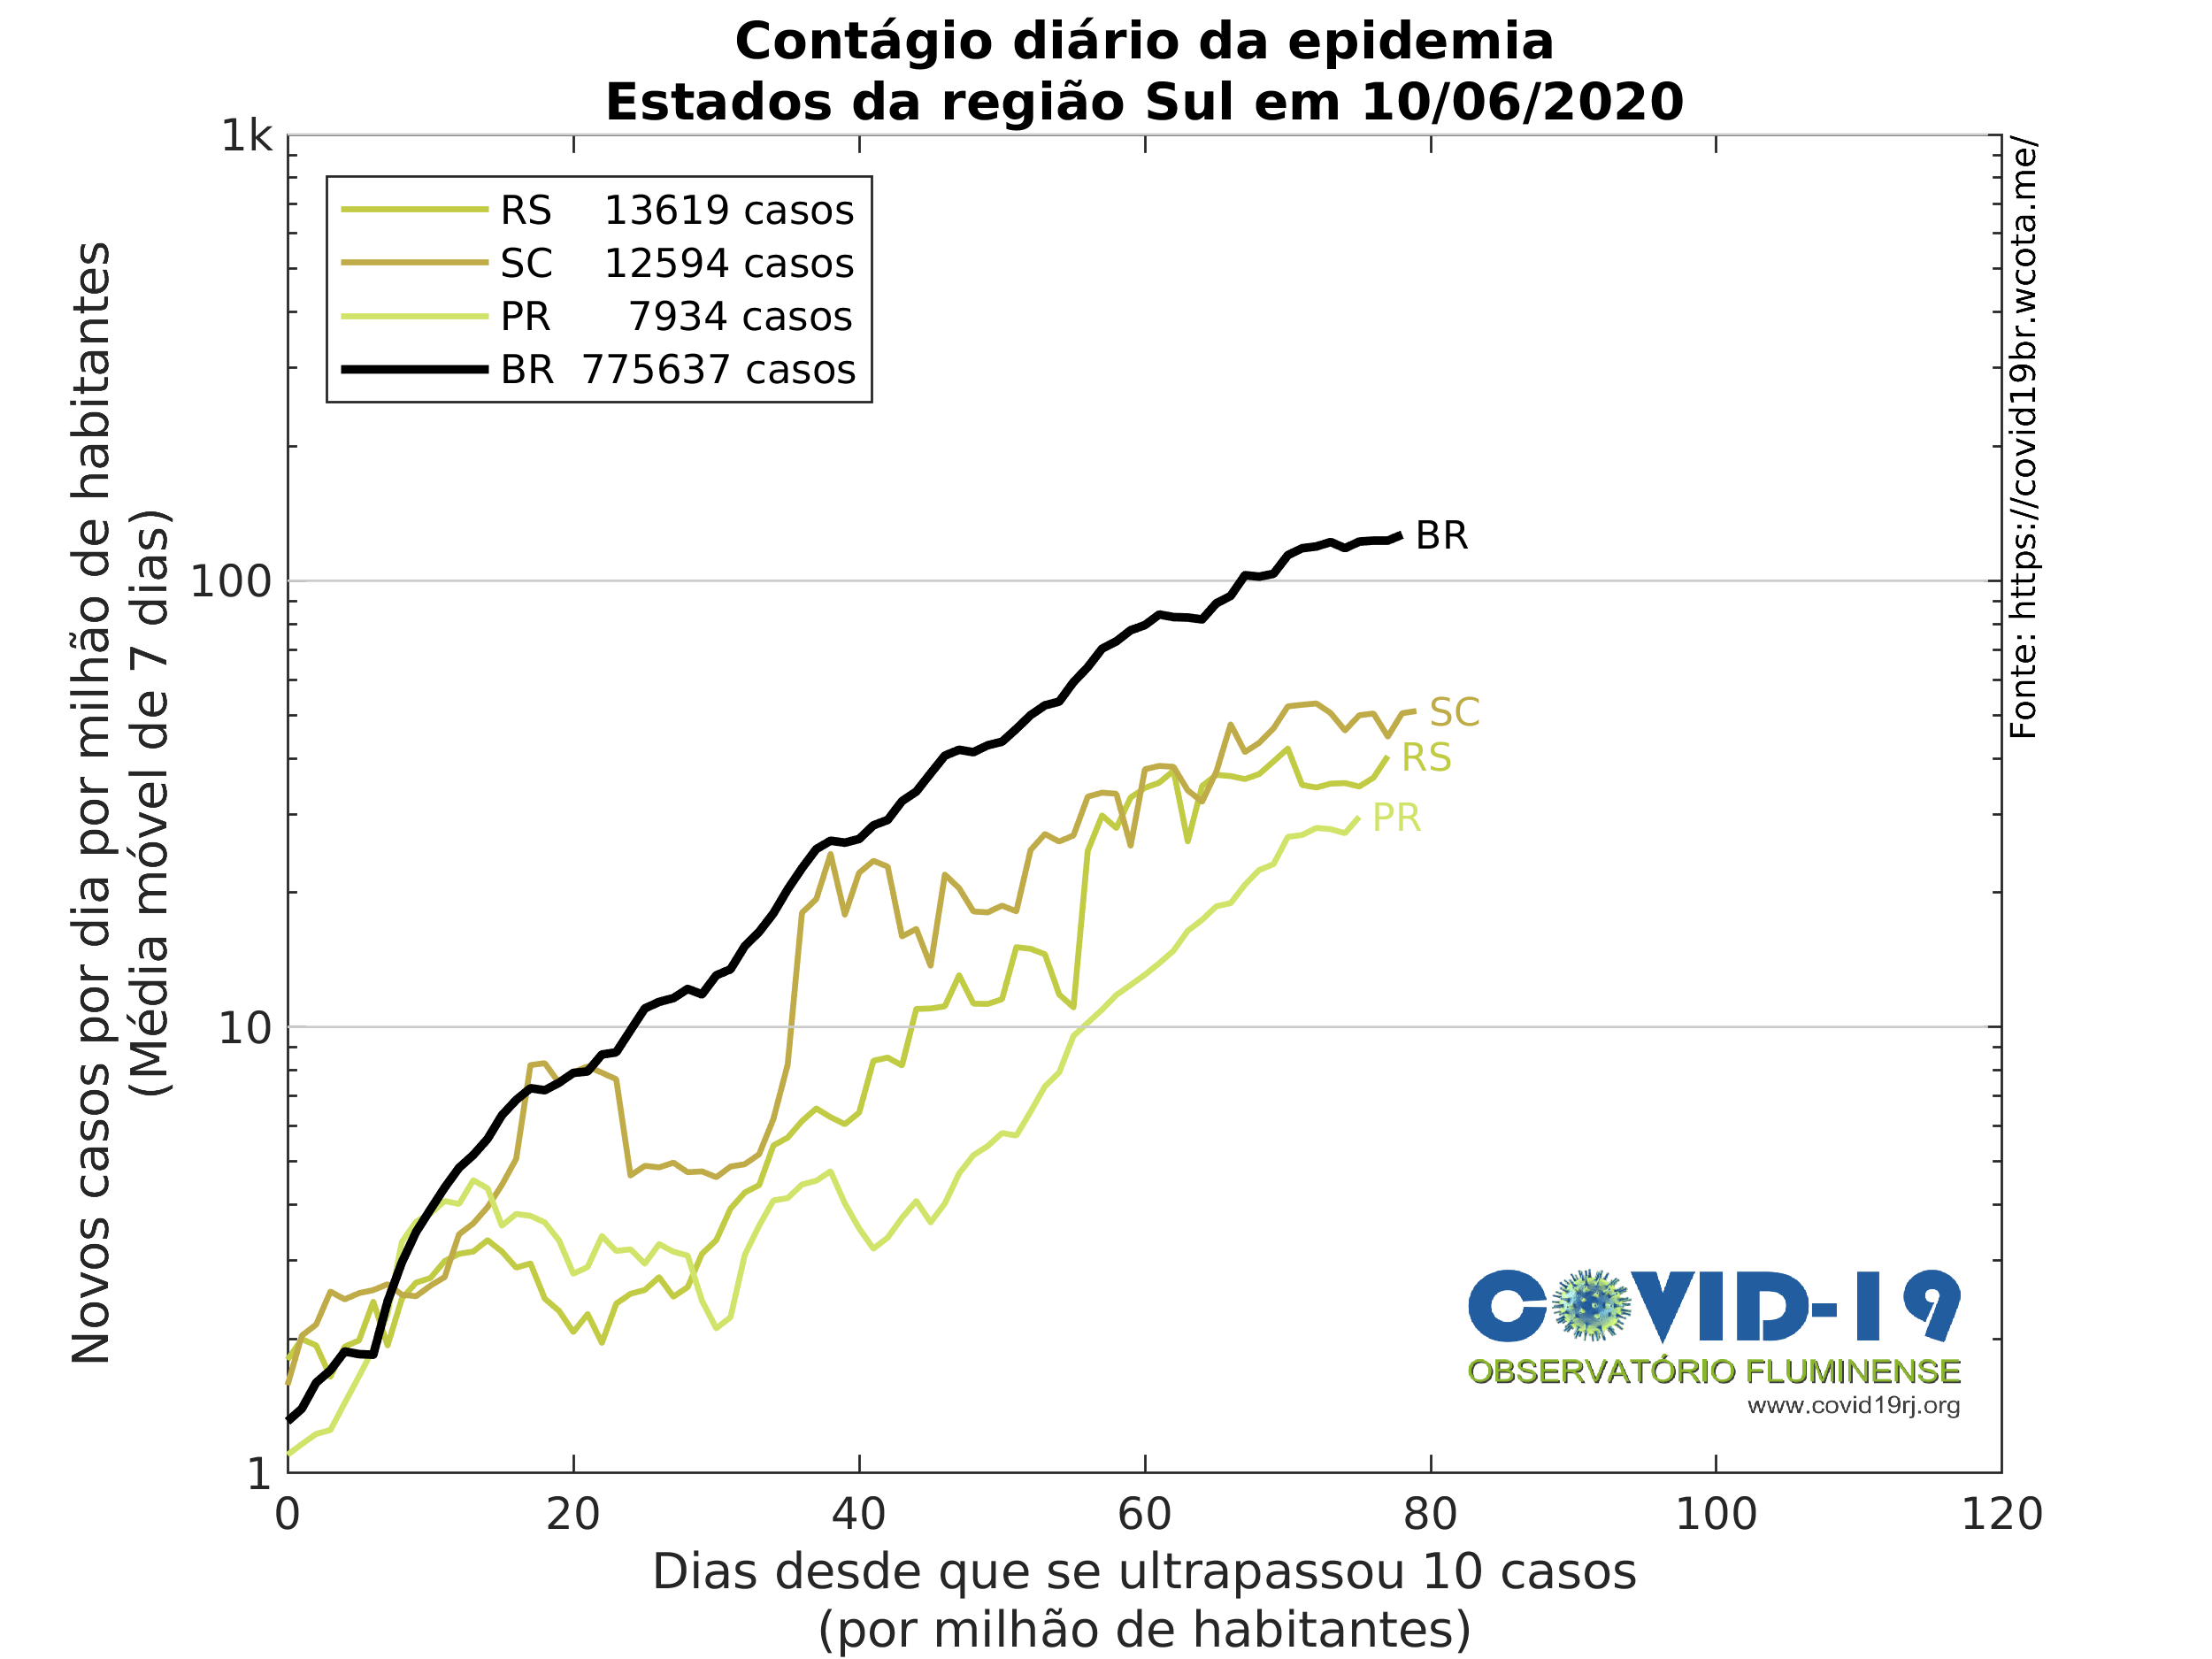 Contágio diário da epidemia
Estados da região Sul em 10/06/2020
1k
100
10
1
Novos casos por dia por milhão de habitantes
(Média móvel de 7 dias)
RS 13619 casos
SC 12594 casos
PR 7934 casos
BR 775637 casos
BR
SC
RS
PR
Fonte: https://covid19br.wcota.me/
COVID-19
OBSERVATÓRIO FLUMINENSE
www.covid19rj.org
0 20 40 60 80 100 120
Dias desde que se ultrapassou 10 casos
(por milhão de habitantes)